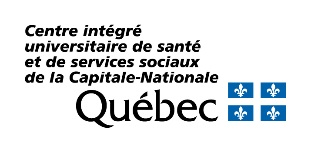 Centre intégré
universitaire de santé
et de services sociaux
de la Capitale-Nationale
Québec